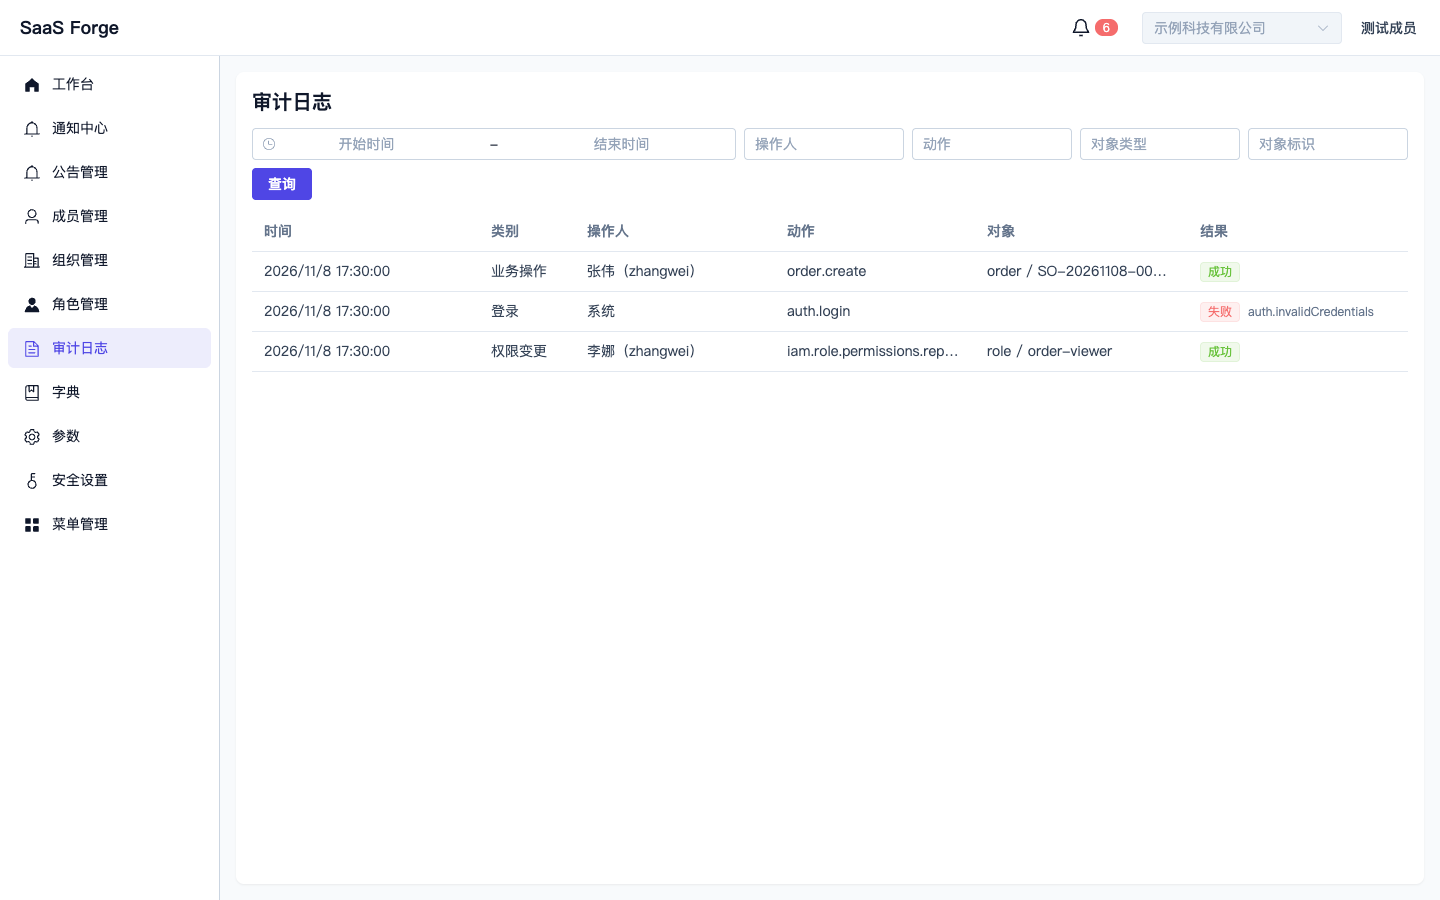 SaaS Forge
6
示例科技有限公司
测试成员
工作台
通知中心
公告管理
成员管理
组织管理
角色管理
审计日志
字典
参数
安全设置
菜单管理
审计日志
开始时间 – 结束时间 操作人 动作 对象类型 对象标识
查询
时间 类别 操作人 动作 对象 结果
2026/11/8 17:30:00 业务操作 张伟（zhangwei） order.create order / SO-20261108-00... 成功
2026/11/8 17:30:00 登录 系统 auth.login 失败 auth.invalidCredentials
2026/11/8 17:30:00 权限变更 李娜（zhangwei） iam.role.permissions.rep... role / order-viewer 成功